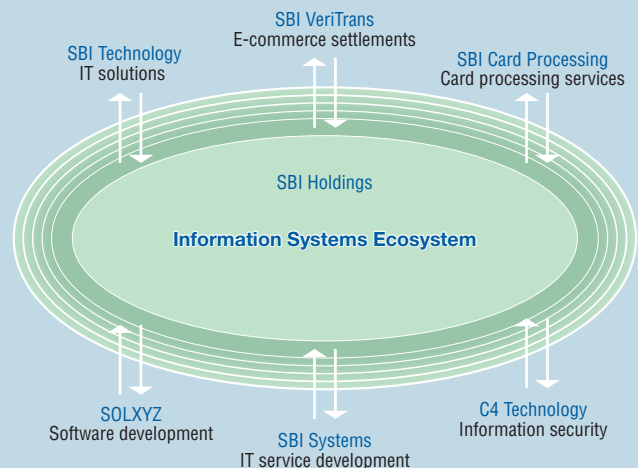 SBI VeriTrans
E-commerce settlements
SBI Technology
IT solutions
SBI Card Processing
Card processing services
SBI Holdings
Information Systems Ecosystem
SOLXYZ
Software development
SBI Systems
IT service development
C4 Technology
Information security